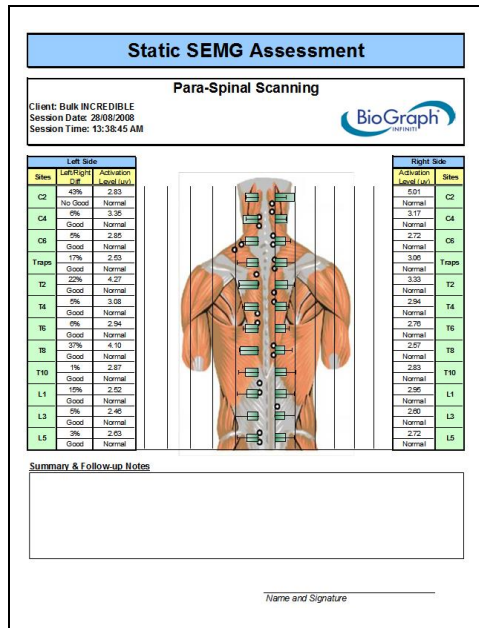 Static SEMG Assessment
Para-Spinal Scanning
Client: Bulk INCREDIBLE
Session Date: 28/08/2008
Session Time: 13:38:45 AM
BioGraph
INFINITI
Left Side
Sites Left/Right Diff Activation Level (uv)
C2 43% 2.83
No Good Normal
C4 6% 3.35
Good Normal
C6 5% 2.85
Good Normal
Traps 17% 2.53
Good Normal
T2 22% 4.27
Good Normal
T4 5% 3.08
Good Normal
T6 6% 2.94
Good Normal
T8 37% 4.10
Good Normal
T10 1% 2.87
Good Normal
L1 15% 2.52
Good Normal
L3 5% 2.46
Good Normal
L5 3% 2.63
Good Normal
Right Side
Activation Level (uv) Sites
5.01 C2
Normal
3.17 C4
Normal
2.72 C6
Normal
3.06 Traps
Normal
3.33 T2
Normal
2.94 T4
Normal
2.76 T6
Normal
2.57 T8
Normal
2.83 T10
Normal
2.95 L1
Normal
2.60 L3
Normal
2.72 L5
Normal
Summary & Follow-up Notes
Name and Signature